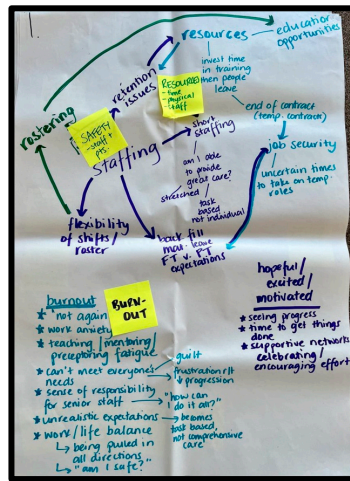 1.
resources
education
opportunities
invest time
in training
then people
leave
retention
issues
RESOURCES
- time
- physical
- staff
rostering
SAFETY
- staff +
pts.
end of contract
(temp. contracts)
short
staffing
staffing
job security
am I able
to provide
great care?
stretched
task
based
not individual
uncertain times
to take on temp.
roles
flexibility
of shifts/
roster
back fill
mat. leave
FT v. PT
expectations
hopeful/
excited/
motivated
* seeing progress
* time to get things
done
* supportive networks
celebrating/
encouraging effort
burnout
BURN-
OUT
* "not again"
* work anxiety
* teaching/mentoring/
preceptoring fatigue
* can't meet everyones
needs
guilt
frustration r/t
progression
* sense of responsibility
for senior staff
"how can
I do it all?"
* unrealistic expectations
becomes
task based,
not comprehensive
care
* work/life balance
being pulled in
all directions
"am I safe?"